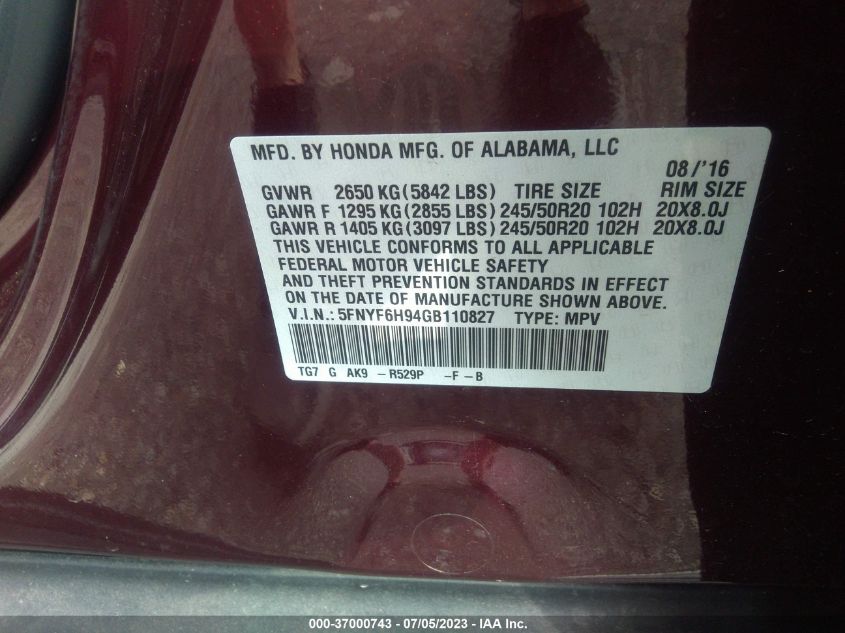 MFD. BY HONDA MFG. OF ALABAMA, LLC
08/'16
GVWR 2650 KG(5842 LBS) TIRE SIZE RIM SIZE
GAWR F 1295 KG(2855 LBS)245/50R20 102H 20X8.0J
GAWR R 1405 KG(3097 LBS)245/50R20 102H 20X8.0J
THIS VEHICLE CONFORMS TO ALL APPLICABLE
FEDERAL MOTOR VEHICLE SAFETY
AND THEFT PREVENTION STANDARDS IN EFFECT
ON THE DATE OF MANUFACTURE SHOWN ABOVE.
V.I.N.: 5FNYF6H94GB110827 TYPE: MPV
TG7 G AK9 -R529P -F-B
000-37000743 / 07/05/2023 - IAA Inc.